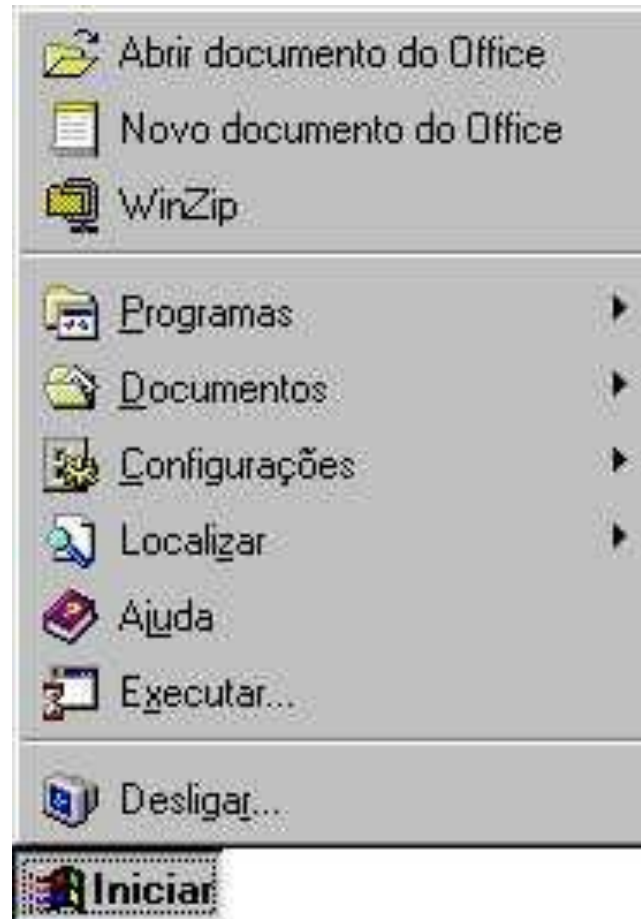 Abrir documento do Office
Novo documento do Office
WinZip
Programas
Documentos
Configurações
Localizar
Ajuda
Executar...
Desligar...
Iniciar